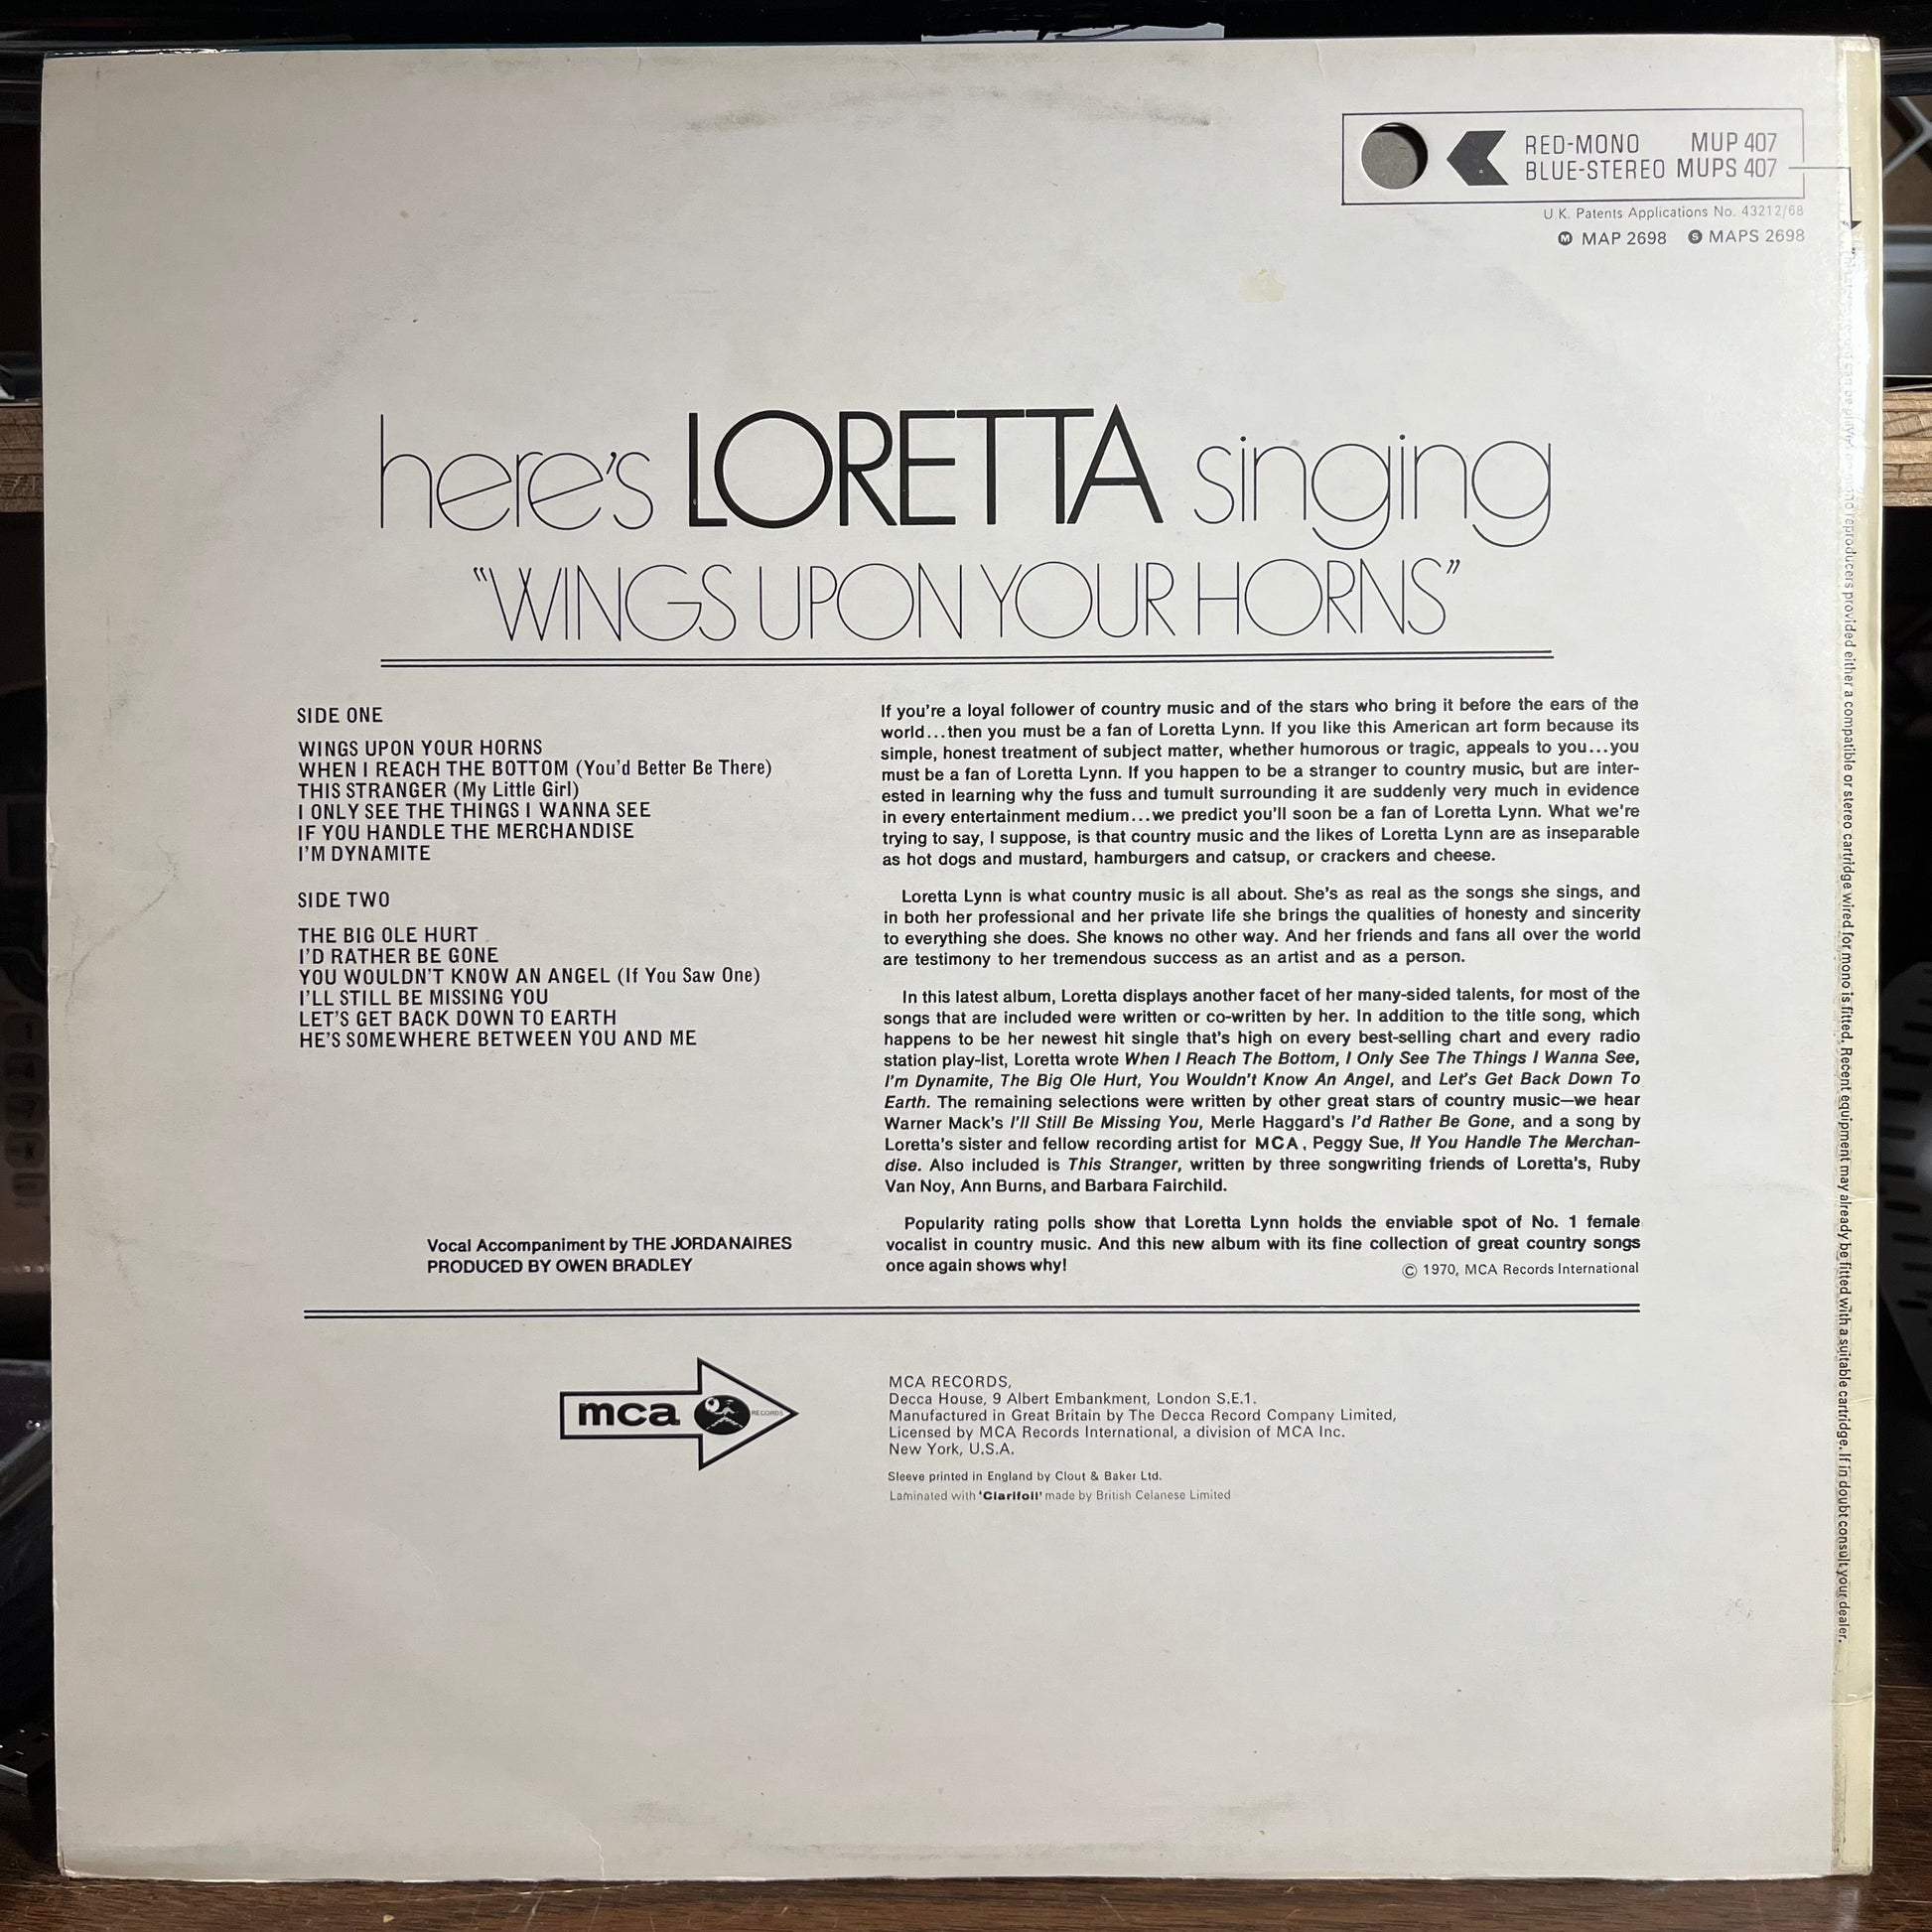 RED-MONO MUP 407
BLUE-STEREO MUPS 407
U K. Patents Applications No. 43212/68
M MAP 2698 S MAPS 2698
here's LORETTA singing
"WINGS UPON YOUR HORNS"
SIDE ONE
WINGS UPON YOUR HORNS
WHEN I REACH THE BOTTOM (You'd Better Be There)
THIS STRANGER (My Little Girl)
I ONLY SEE THE THINGS I WANNA SEE
IF YOU HANDLE THE MERCHANDISE
I'M DYNAMITE
SIDE TWO
THE BIG OLE HURT
I'D RATHER BE GONE
YOU WOULDN'T KNOW AN ANGEL (If You Saw One)
I'LL STILL BE MISSING YOU
LET'S GET BACK DOWN TO EARTH
HE'S SOMEWHERE BETWEEN YOU AND ME
Vocal Accompaniment by THE JORDANAIRES
PRODUCED BY OWEN BRADLEY
If you're a loyal follower of country music and of the stars who bring it before the ears of the
world...then you must be a fan of Loretta Lynn. If you like this American art form because its
simple, honest treatment of subject matter, whether humorous or tragic, appeals to you...you
must be a fan of Loretta Lynn. If you happen to be a stranger to country music, but are inter-
ested in learning why the fuss and tumult surrounding it are suddenly very much in evidence
in every entertainment medium...we predict you'll soon be a fan of Loretta Lynn. What we're
trying to say, I suppose, is that country music and the likes of Loretta Lynn are as inseparable
as hot dogs and mustard, hamburgers and catsup, or crackers and cheese.
Loretta Lynn is what country music is all about. She's as real as the songs she sings, and
in both her professional and her private life she brings the qualities of honesty and sincerity
to everything she does. She knows no other way. And her friends and fans all over the world
are testimony to her tremendous success as an artist and as a person.
In this latest album, Loretta displays another facet of her many-sided talents, for most of the
songs that are included were written or co-written by her. In addition to the title song, which
happens to be her newest hit single that's high on every best-selling chart and every radio
station play-list, Loretta wrote When I Reach The Bottom, I Only See The Things I Wanna See,
I'm Dynamite, The Big Ole Hurt, You Wouldn't Know An Angel, and Let's Get Back Down To
Earth. The remaining selections were written by other great stars of country music—we hear
Warner Mack's I'll Still Be Missing You, Merle Haggard's I'd Rather Be Gone, and a song by
Loretta's sister and fellow recording artist for MCA, Peggy Sue, If You Handle The Merchan-
dise. Also included is This Stranger, written by three songwriting friends of Loretta's, Ruby
Van Noy, Ann Burns, and Barbara Fairchild.
Popularity rating polls show that Loretta Lynn holds the enviable spot of No. 1 female
vocalist in country music. And this new album with its fine collection of great country songs
once again shows why!
© 1970, MCA Records International
mca RECORDS
MCA RECORDS,
Decca House, 9 Albert Embankment, London S.E.1.
Manufactured in Great Britain by The Decca Record Company Limited,
Licensed by MCA Records International, a division of MCA Inc.
New York, U.S.A.
Sleeve printed in England by Clout & Baker Ltd.
Laminated with 'Clarifoil' made by British Celanese Limited
reproducers provided either a compatible or stereo cartridge wired for mono is fitted. Recent equipment may already be fitted with a suitable cartridge. If in doubt consult your dealer.